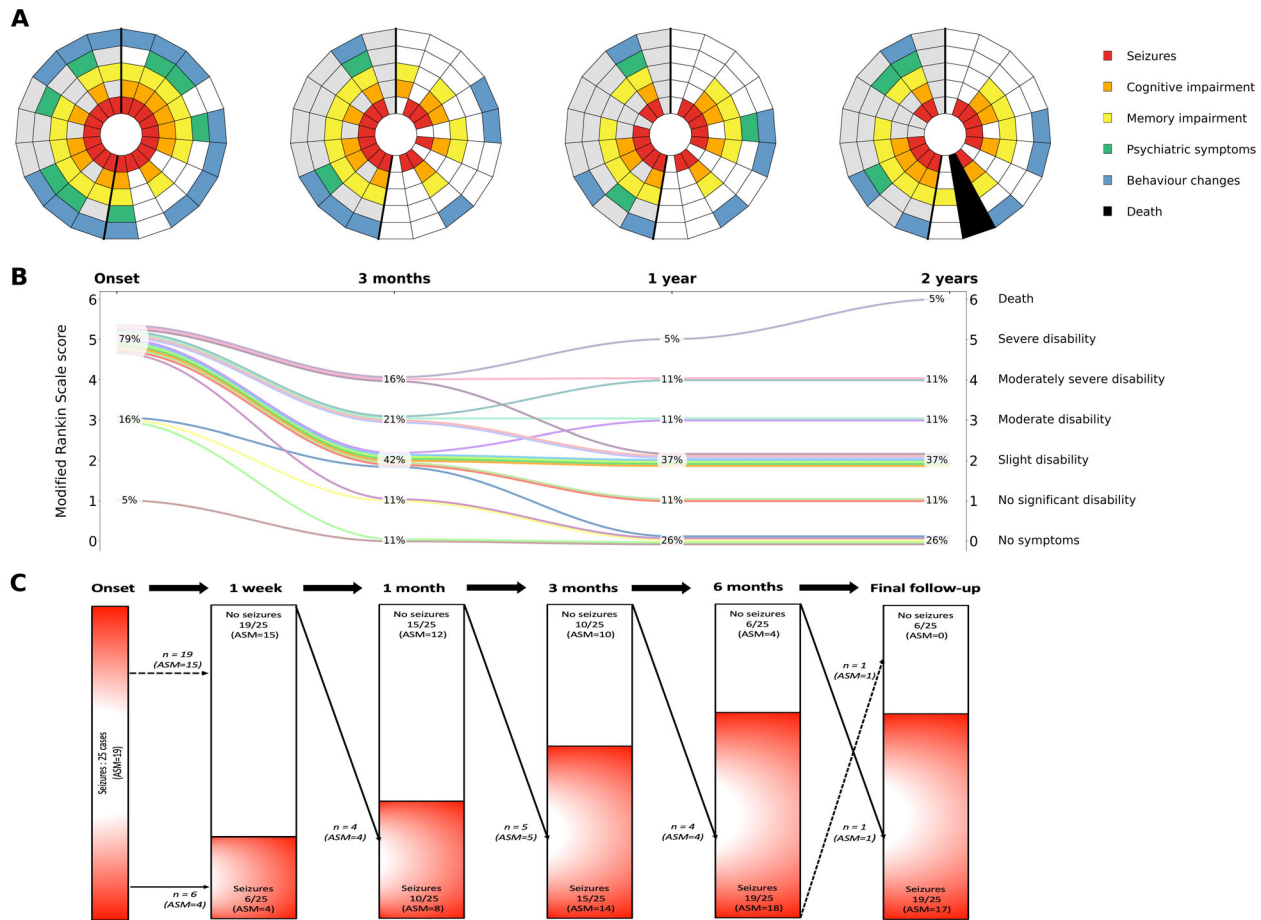 A
Seizures
Cognitive impairment
Memory impairment
Psychiatric symptoms
Behaviour changes
Death
B
Onset
3 months
1 year
2 years
Modified Rankin Scale score
6
5
4
3
2
1
0
79%
16%
5%
16%
21%
42%
11%
11%
5%
11%
11%
37%
11%
26%
5%
11%
11%
37%
11%
26%
6
5
4
3
2
1
0
Death
Severe disability
Moderately severe disability
Moderate disability
Slight disability
No significant disability
No symptoms
C
Onset
1 week
1 month
3 months
6 months
Final follow-up
Seizures : 25 cases
(ASM=19)
n = 19
(ASM=15)
n = 6
(ASM=4)
No seizures
19/25
(ASM=15)
Seizures
6/25
(ASM=4)
n = 4
(ASM=4)
No seizures
15/25
(ASM=12)
Seizures
10/25
(ASM=8)
n = 5
(ASM=5)
No seizures
10/25
(ASM=10)
Seizures
15/25
(ASM=14)
n = 4
(ASM=4)
No seizures
6/25
(ASM=4)
Seizures
19/25
(ASM=18)
n = 1
(ASM=1)
n = 1
(ASM=1)
No seizures
6/25
(ASM=0)
Seizures
19/25
(ASM=17)